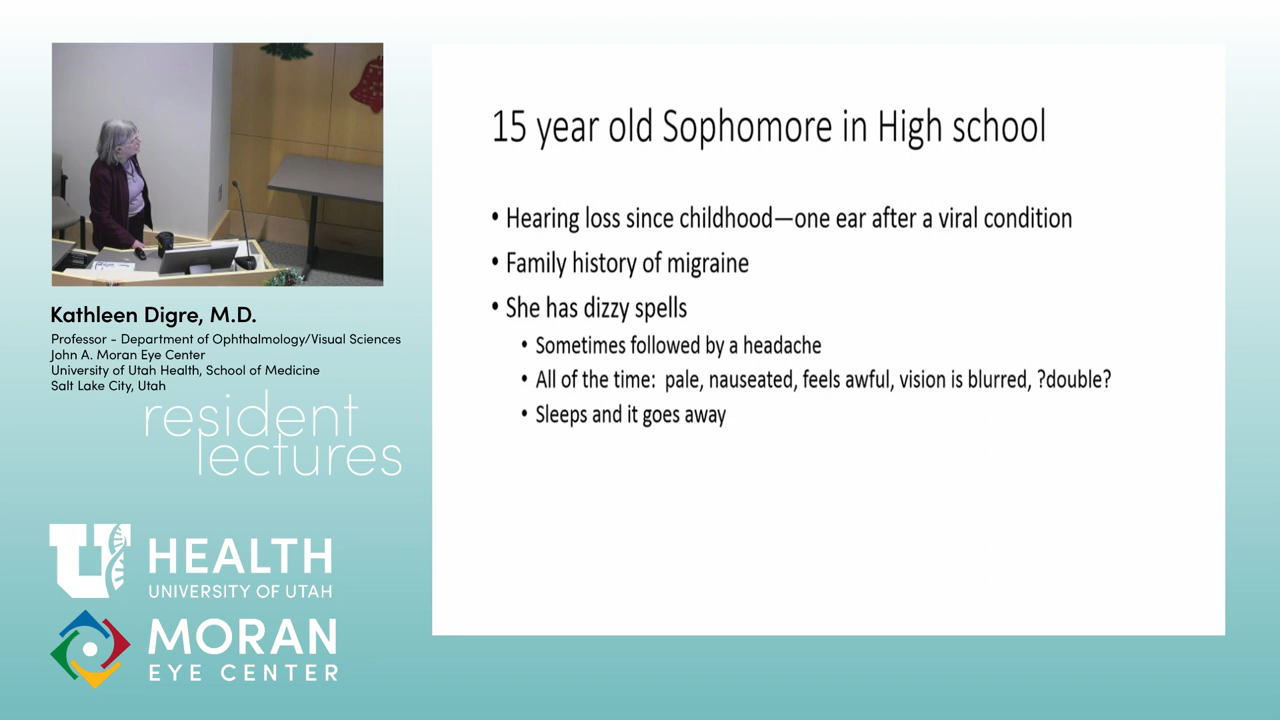 15 year old Sophomore in High school
• Hearing loss since childhood—one ear after a viral condition
• Family history of migraine
• She has dizzy spells
• Sometimes followed by a headache
• All of the time: pale, nauseated, feels awful, vision is blurred, ?double?
• Sleeps and it goes away
Kathleen Digre, M.D.
Professor - Department of Ophthalmology/Visual Sciences
John A. Moran Eye Center
University of Utah Health, School of Medicine
Salt Lake City, Utah
resident
lectures
U HEALTH
UNIVERSITY OF UTAH
MORAN
EYE CENTER